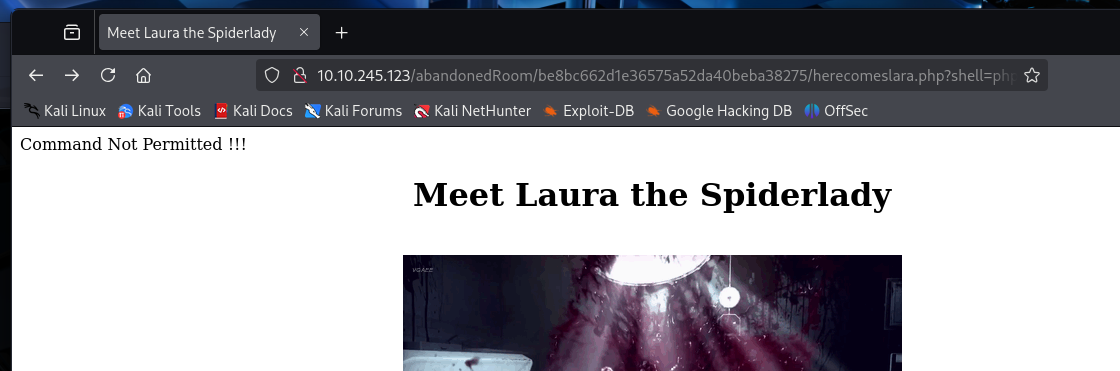 Meet Laura the Spiderlady
10.10.245.123/abandonedRoom/be8bc662d1e36575a52da40beba38275/herecomeslara.php?shell=php
Kali Linux Kali Tools Kali Docs Kali Forums Kali NetHunter Exploit-DB Google Hacking DB OffSec
Command Not Permitted !!!
Meet Laura the Spiderlady